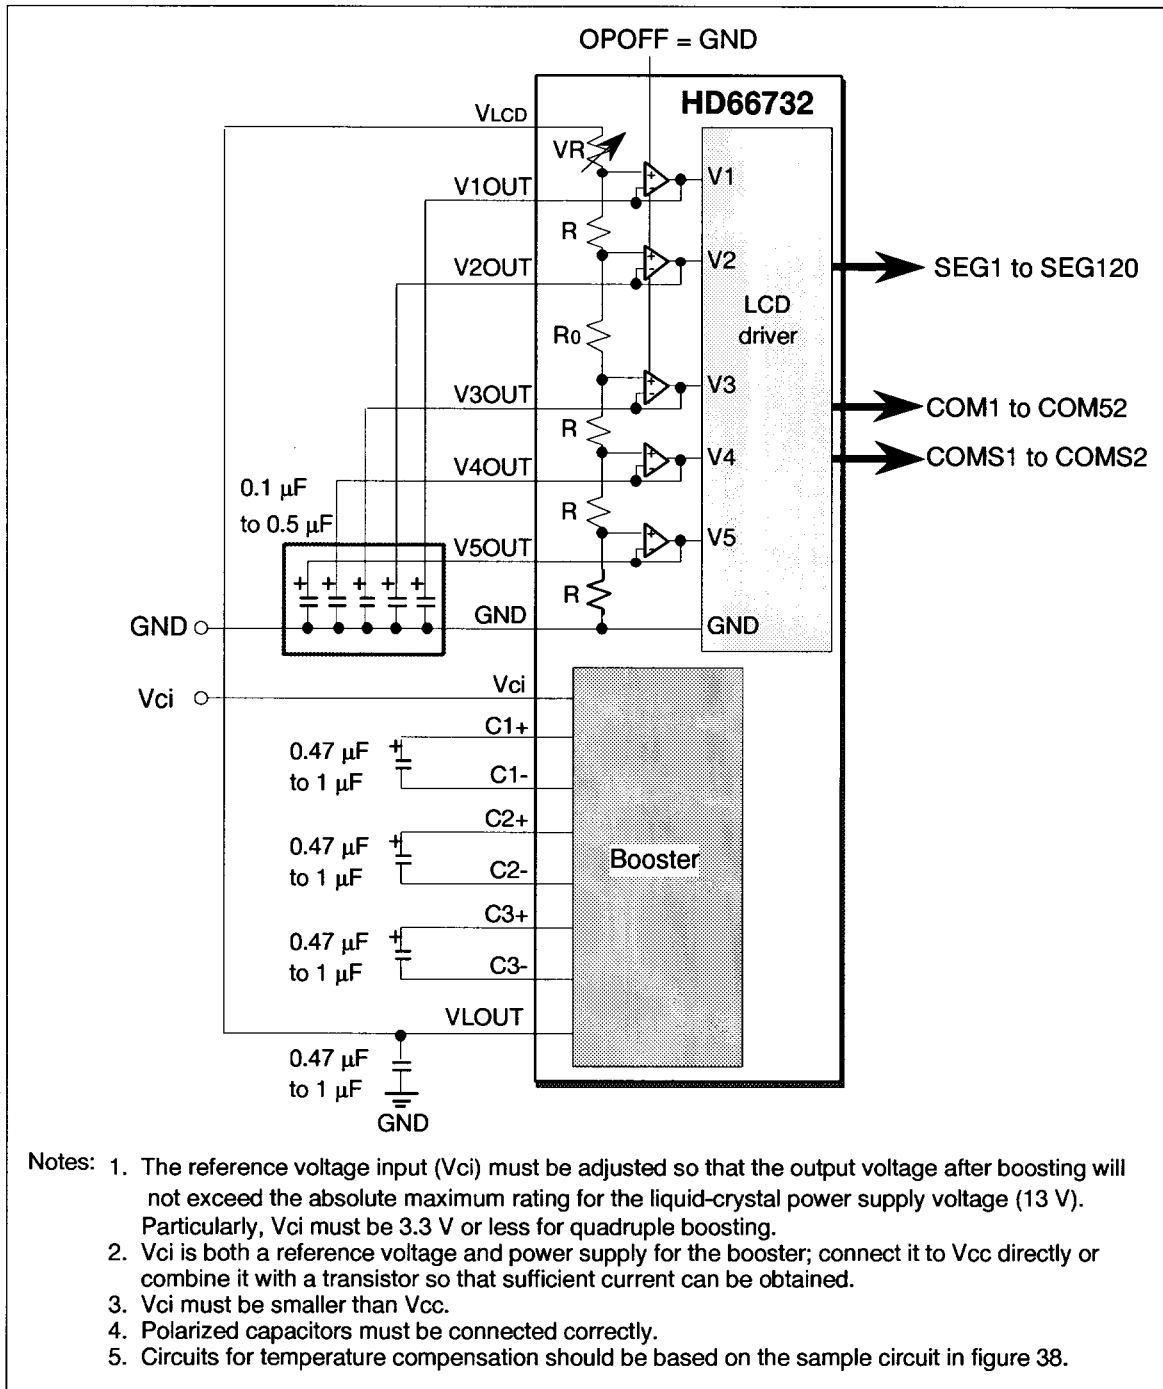 OPOFF = GND
HD66732
VLCD
VR
V1OUT
V1
R
V2OUT
V2
SEG1 to SEG120
LCD
driver
R0
V3OUT
V3
COM1 to COM52
R
V4OUT
V4
COMS1 to COMS2
0.1 µF
to 0.5 µF
R
V5OUT
V5
+ + + + +
R
GND
GND
GND
Vci
Vci
C1+
0.47 µF
to 1 µF
+
C1-
C2+
0.47 µF
to 1 µF
+
C2-
Booster
C3+
0.47 µF
to 1 µF
+
C3-
VLOUT
0.47 µF
to 1 µF
GND
Notes: 1. The reference voltage input (Vci) must be adjusted so that the output voltage after boosting will
not exceed the absolute maximum rating for the liquid-crystal power supply voltage (13 V).
Particularly, Vci must be 3.3 V or less for quadruple boosting.
2. Vci is both a reference voltage and power supply for the booster; connect it to Vcc directly or
combine it with a transistor so that sufficient current can be obtained.
3. Vci must be smaller than Vcc.
4. Polarized capacitors must be connected correctly.
5. Circuits for temperature compensation should be based on the sample circuit in figure 38.